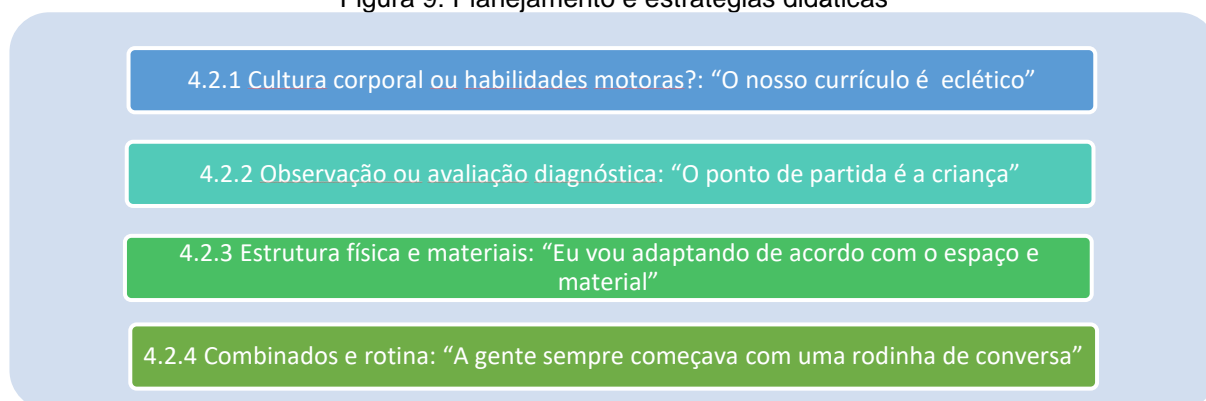 Figura 9: Planejamento e estratégias didáticas
4.2.1 Cultura corporal ou habilidades motoras?: “O nosso currículo é  eclético”
4.2.2 Observação ou avaliação diagnóstica: “O ponto de partida é a criança”
4.2.3 Estrutura física e materiais: “Eu vou adaptando de acordo com o espaço e
material”
4.2.4 Combinados e rotina: “A gente sempre começava com uma rodinha de conversa”